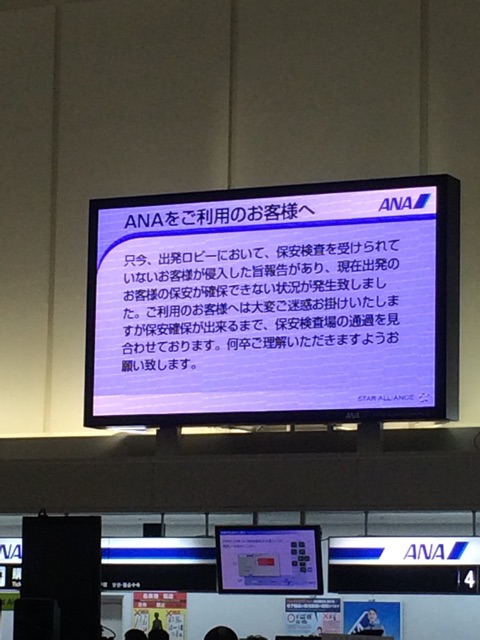 ANAをご利用のお客様へ
ANA
只今、出発ロビーにおいて、保安検査を受けられて
いないお客様が侵入した旨報告があり、現在出発の
お客様の保安が確保できない状況が発生致しまし
た。ご利用のお客様へは大変ご迷惑お掛けいたしま
すが保安確保が出来るまで、保安検査場の通過を見
合わせております。何卒ご理解いただきますようお
願い致します。
STAR ALLIANCE
ANA
ANA
ANA
4